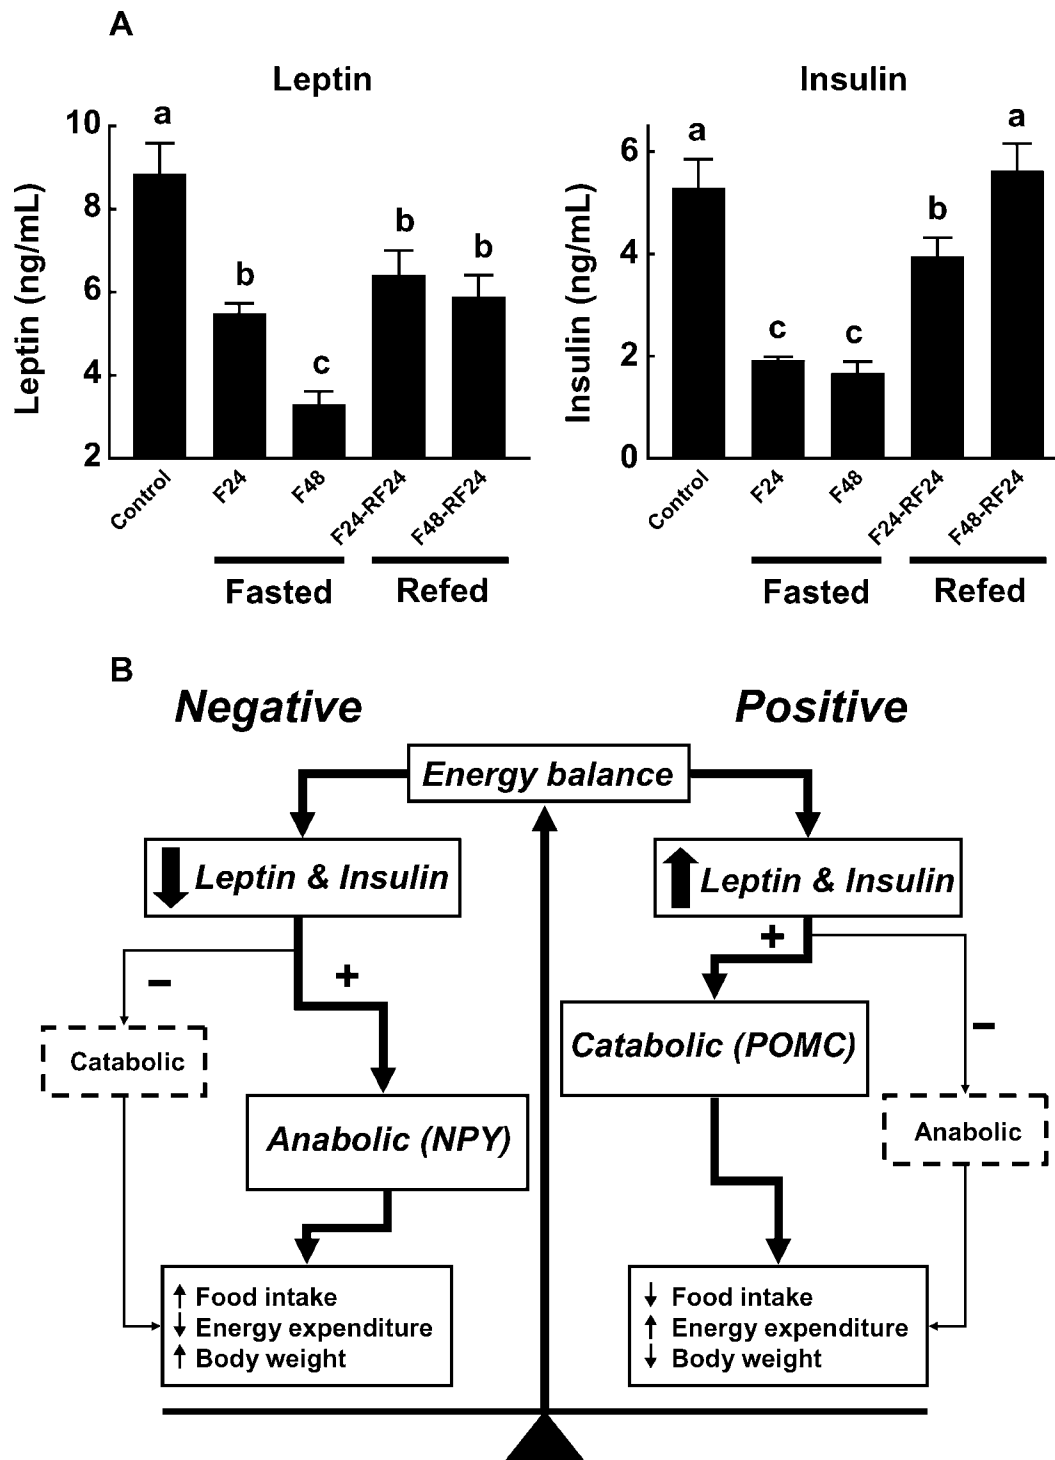 A
Leptin
Insulin
Leptin (ng/mL)
10
8
6
4
2
a
b
c
b
b
Control
F24
F48
F24-RF24
F48-RF24
Fasted
Refed
Insulin (ng/mL)
6
4
2
0
a
c
c
b
a
Control
F24
F48
F24-RF24
F48-RF24
Fasted
Refed
B
Negative
Positive
Energy balance
Leptin & Insulin
Leptin & Insulin
–
+
+
–
Catabolic
Catabolic (POMC)
Anabolic (NPY)
Anabolic
↑ Food intake
↓ Energy expenditure
↑ Body weight
↓ Food intake
↑ Energy expenditure
↓ Body weight